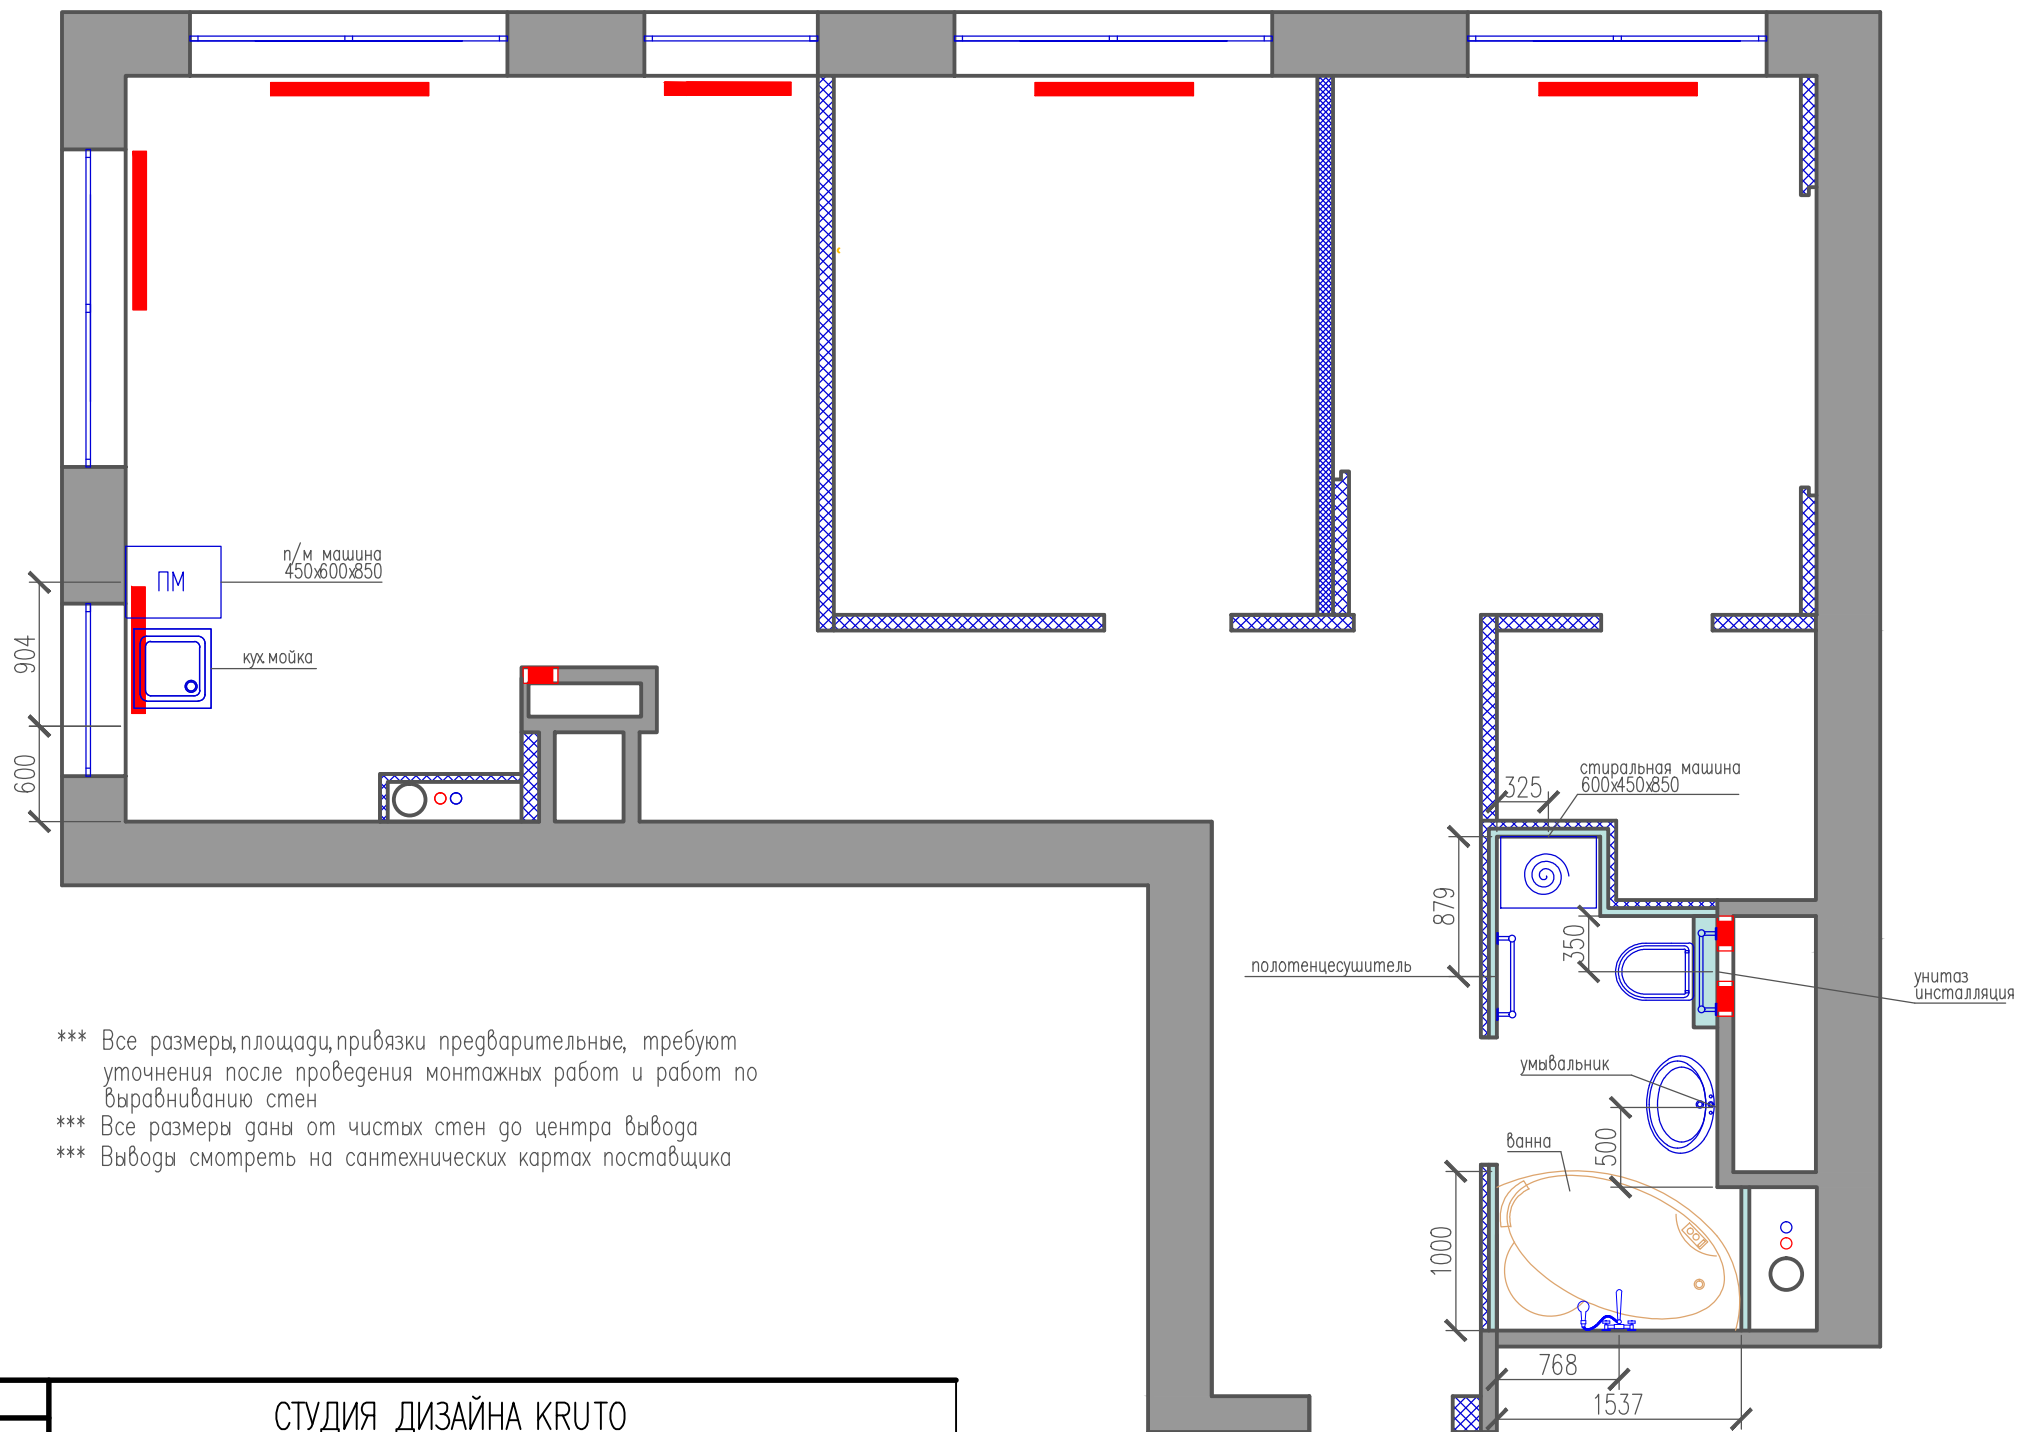 п/м машина
450х600х850
ПМ
904
кух.мойка
600
стиральная машина
600х450х850
325
879
350
полотенцесушитель
унитаз
инсталляция
*** Все размеры,площади,привязки предварительные, требуют
уточнения после проведения монтажных работ и работ по
выравниванию стен
*** Все размеры даны от чистых стен до центра вывода
*** Выводы смотреть на сантехнических картах поставщика
умывальник
ванна
500
1000
768
1537
СТУДИЯ ДИЗАЙНА KRUTO